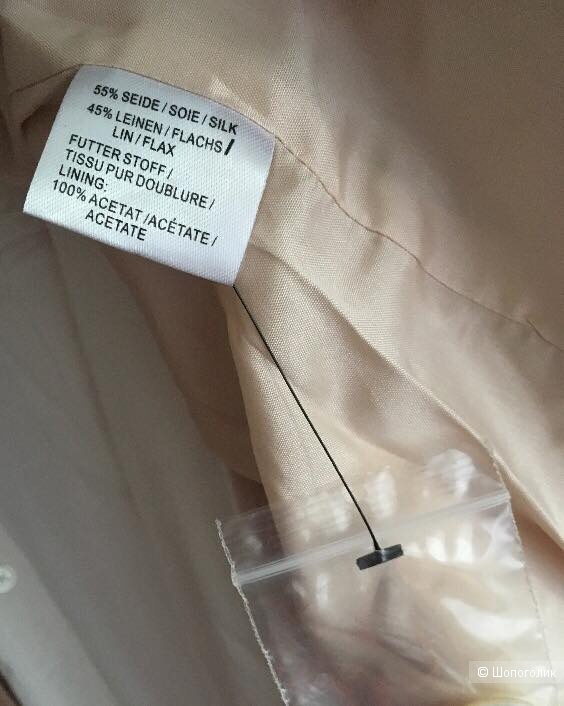 55% SEIDE / SOIE / SILK
45% LEINEN / FLACHS /
LIN / FLAX
FUTTER STOFF /
TISSU PUR DOUBLURE /
LINING:
100% ACETAT /ACÉTATE /
ACETATE
© Шопоголик